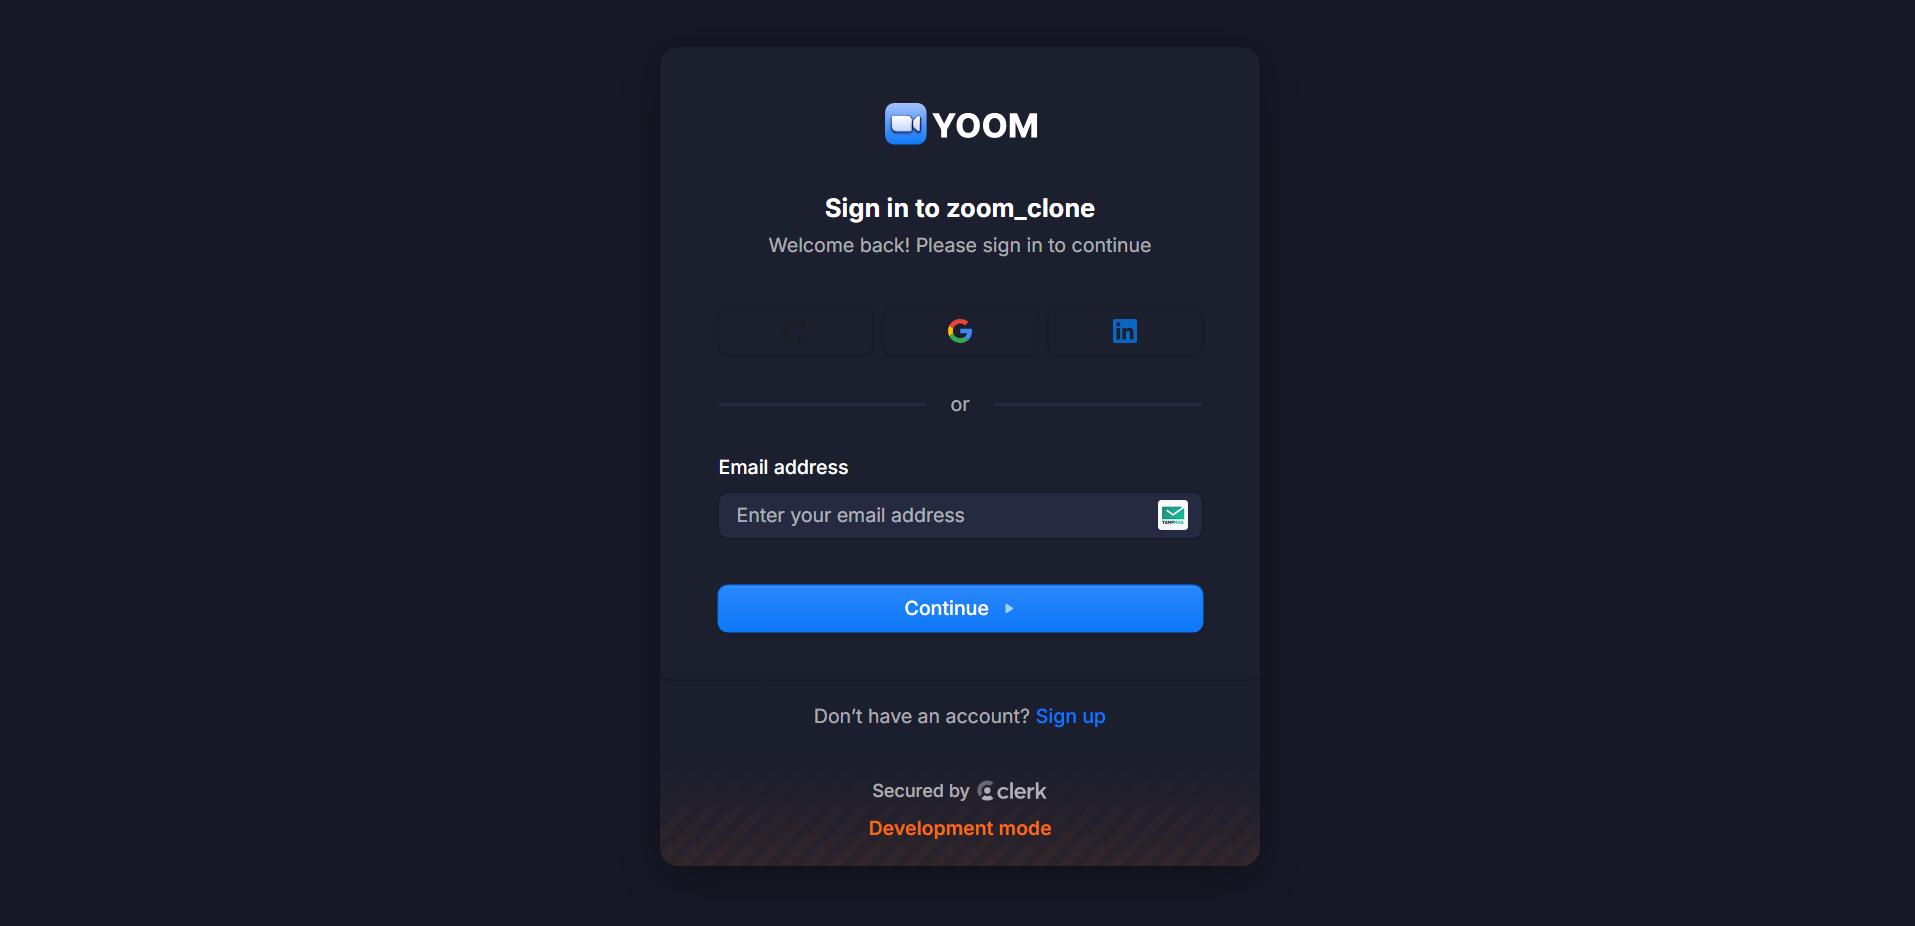 YOOM
Sign in to zoom_clone
Welcome back! Please sign in to continue
or
Email address
Enter your email address
TEMPMAIL
Continue
Don’t have an account? Sign up
Secured by clerk
Development mode